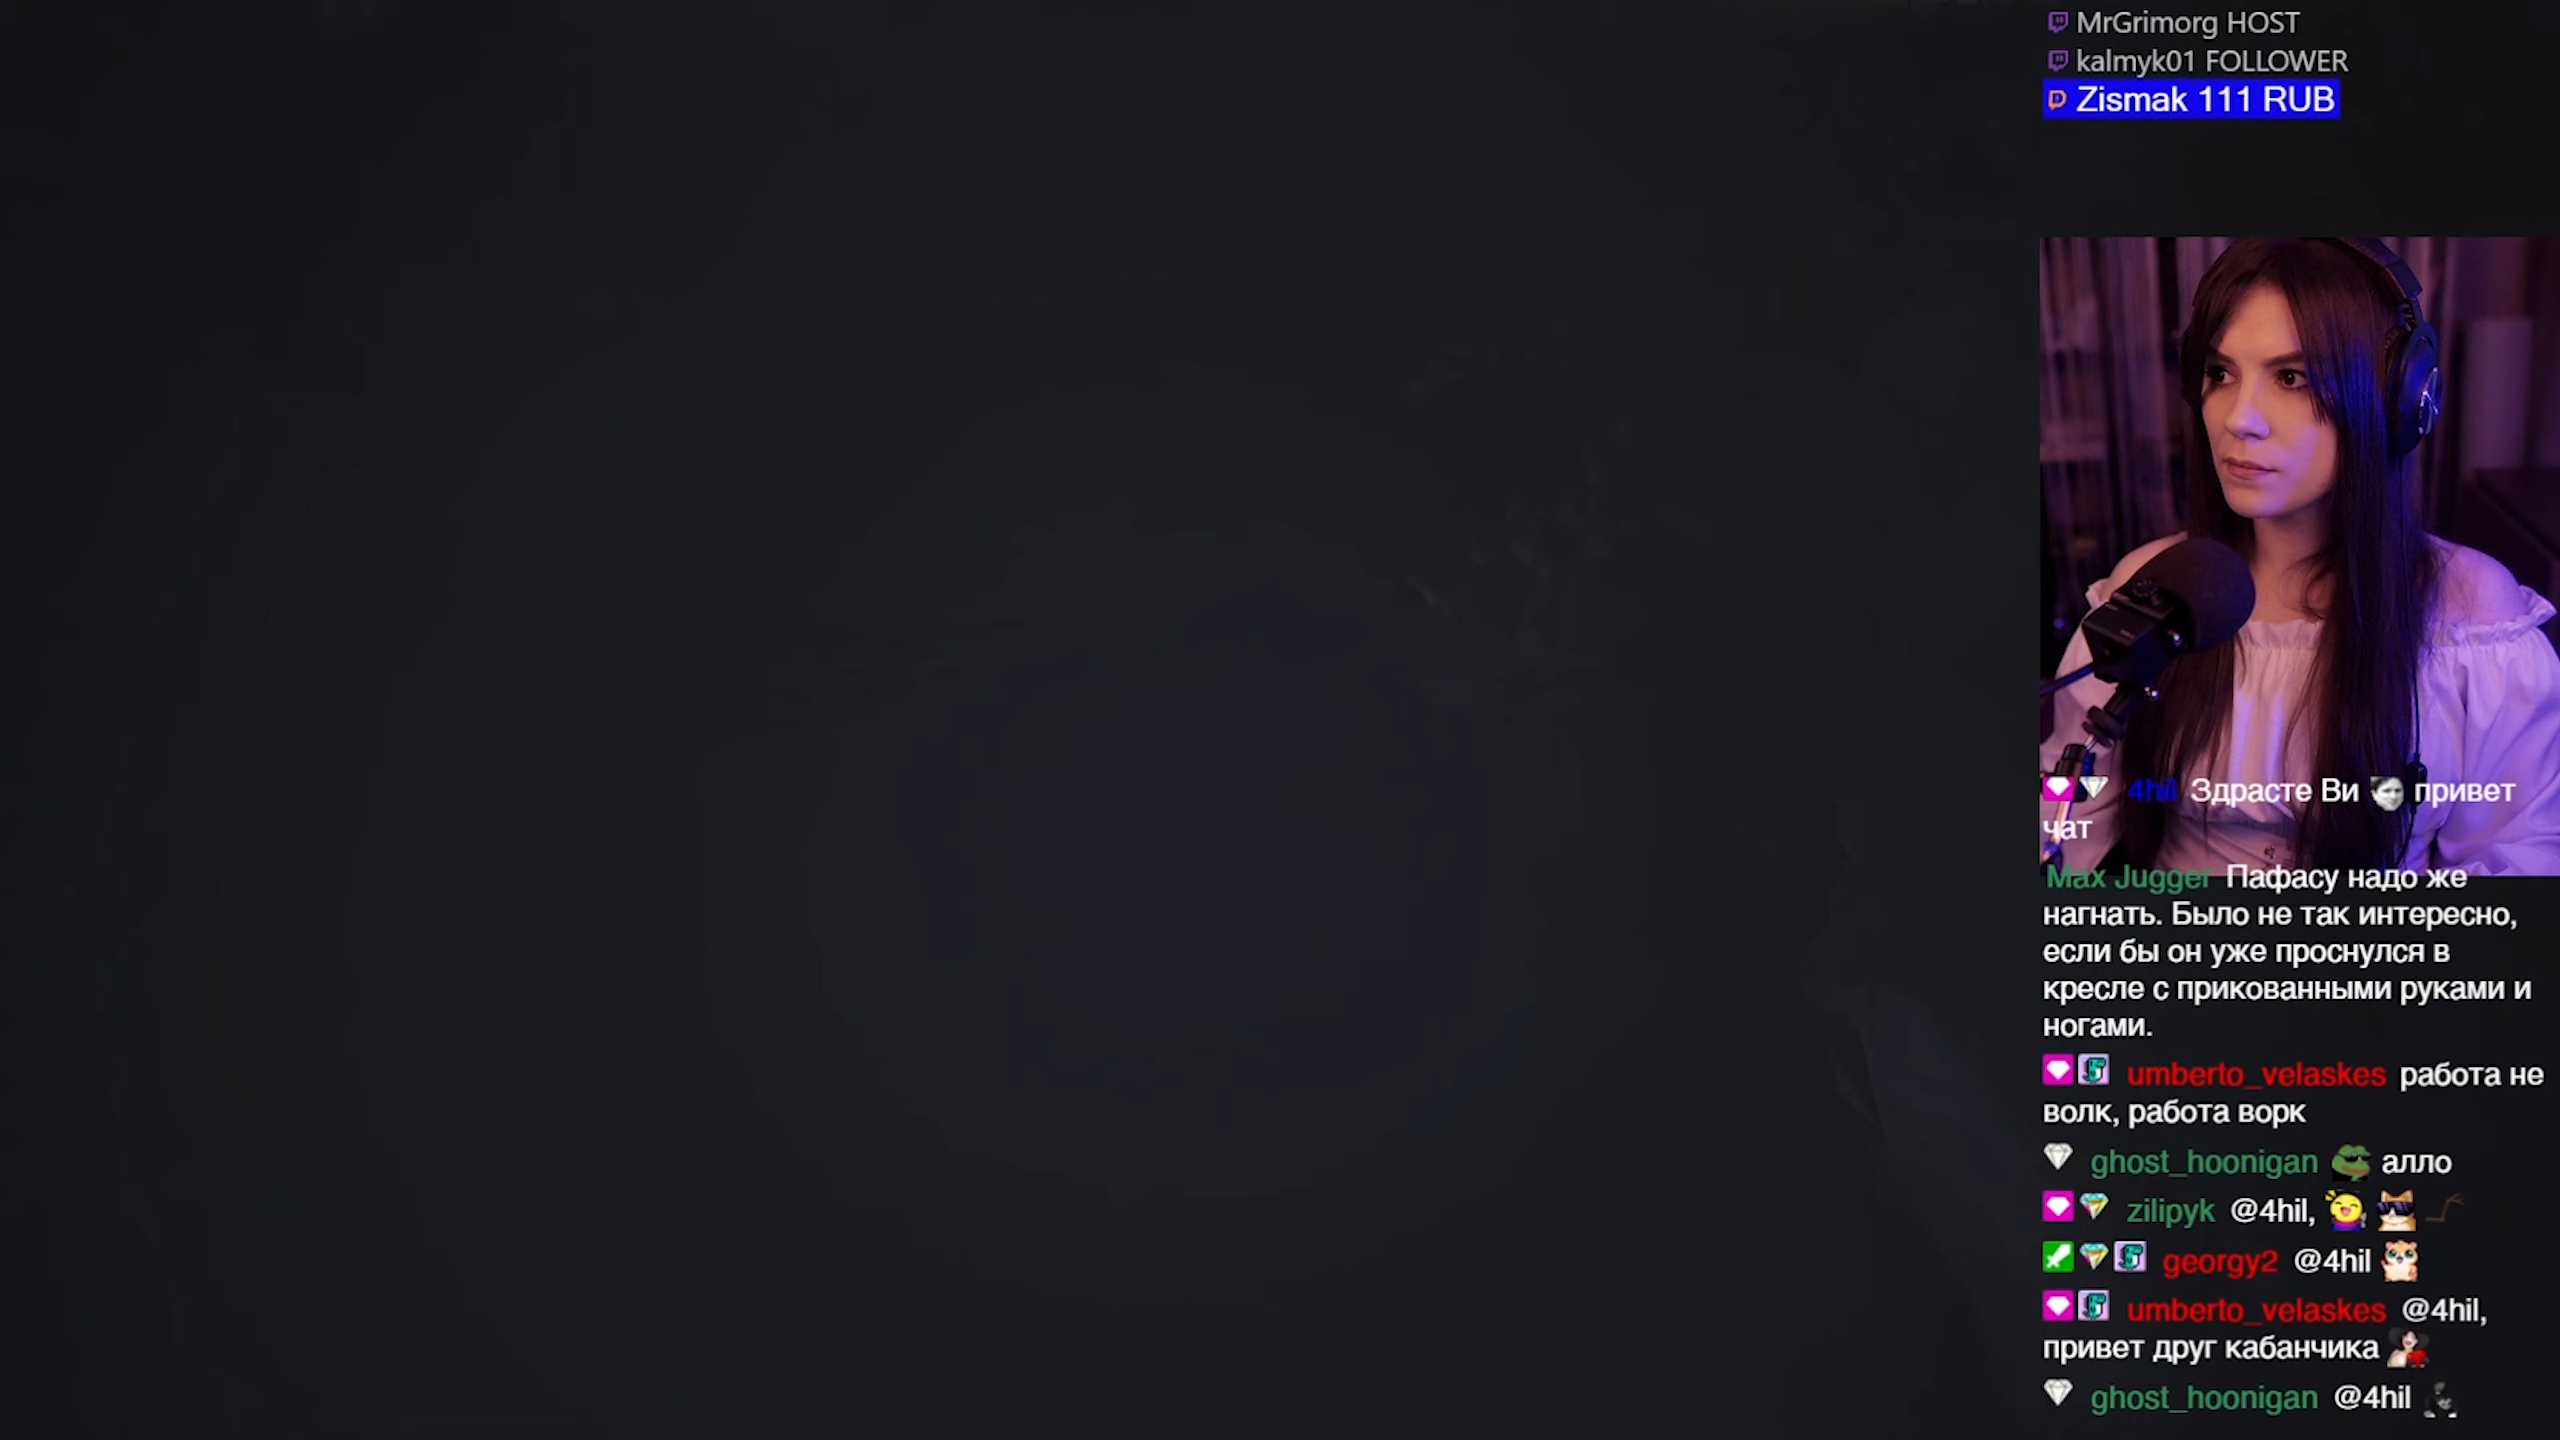 MrGrimorg HOST
kalmyk01 FOLLOWER
Zismak 111 RUB
4hil Здрасте Ви привет
чат
Max Jugger Пафасу надо же
нагнать. Было не так интересно,
если бы он уже проснулся в
кресле с прикованными руками и
ногами.
umberto_velaskes работа не
волк, работа ворк
ghost_hoonigan алло
zilipyk @4hil,
georgy2 @4hil
umberto_velaskes @4hil,
привет друг кабанчика
ghost_hoonigan @4hil